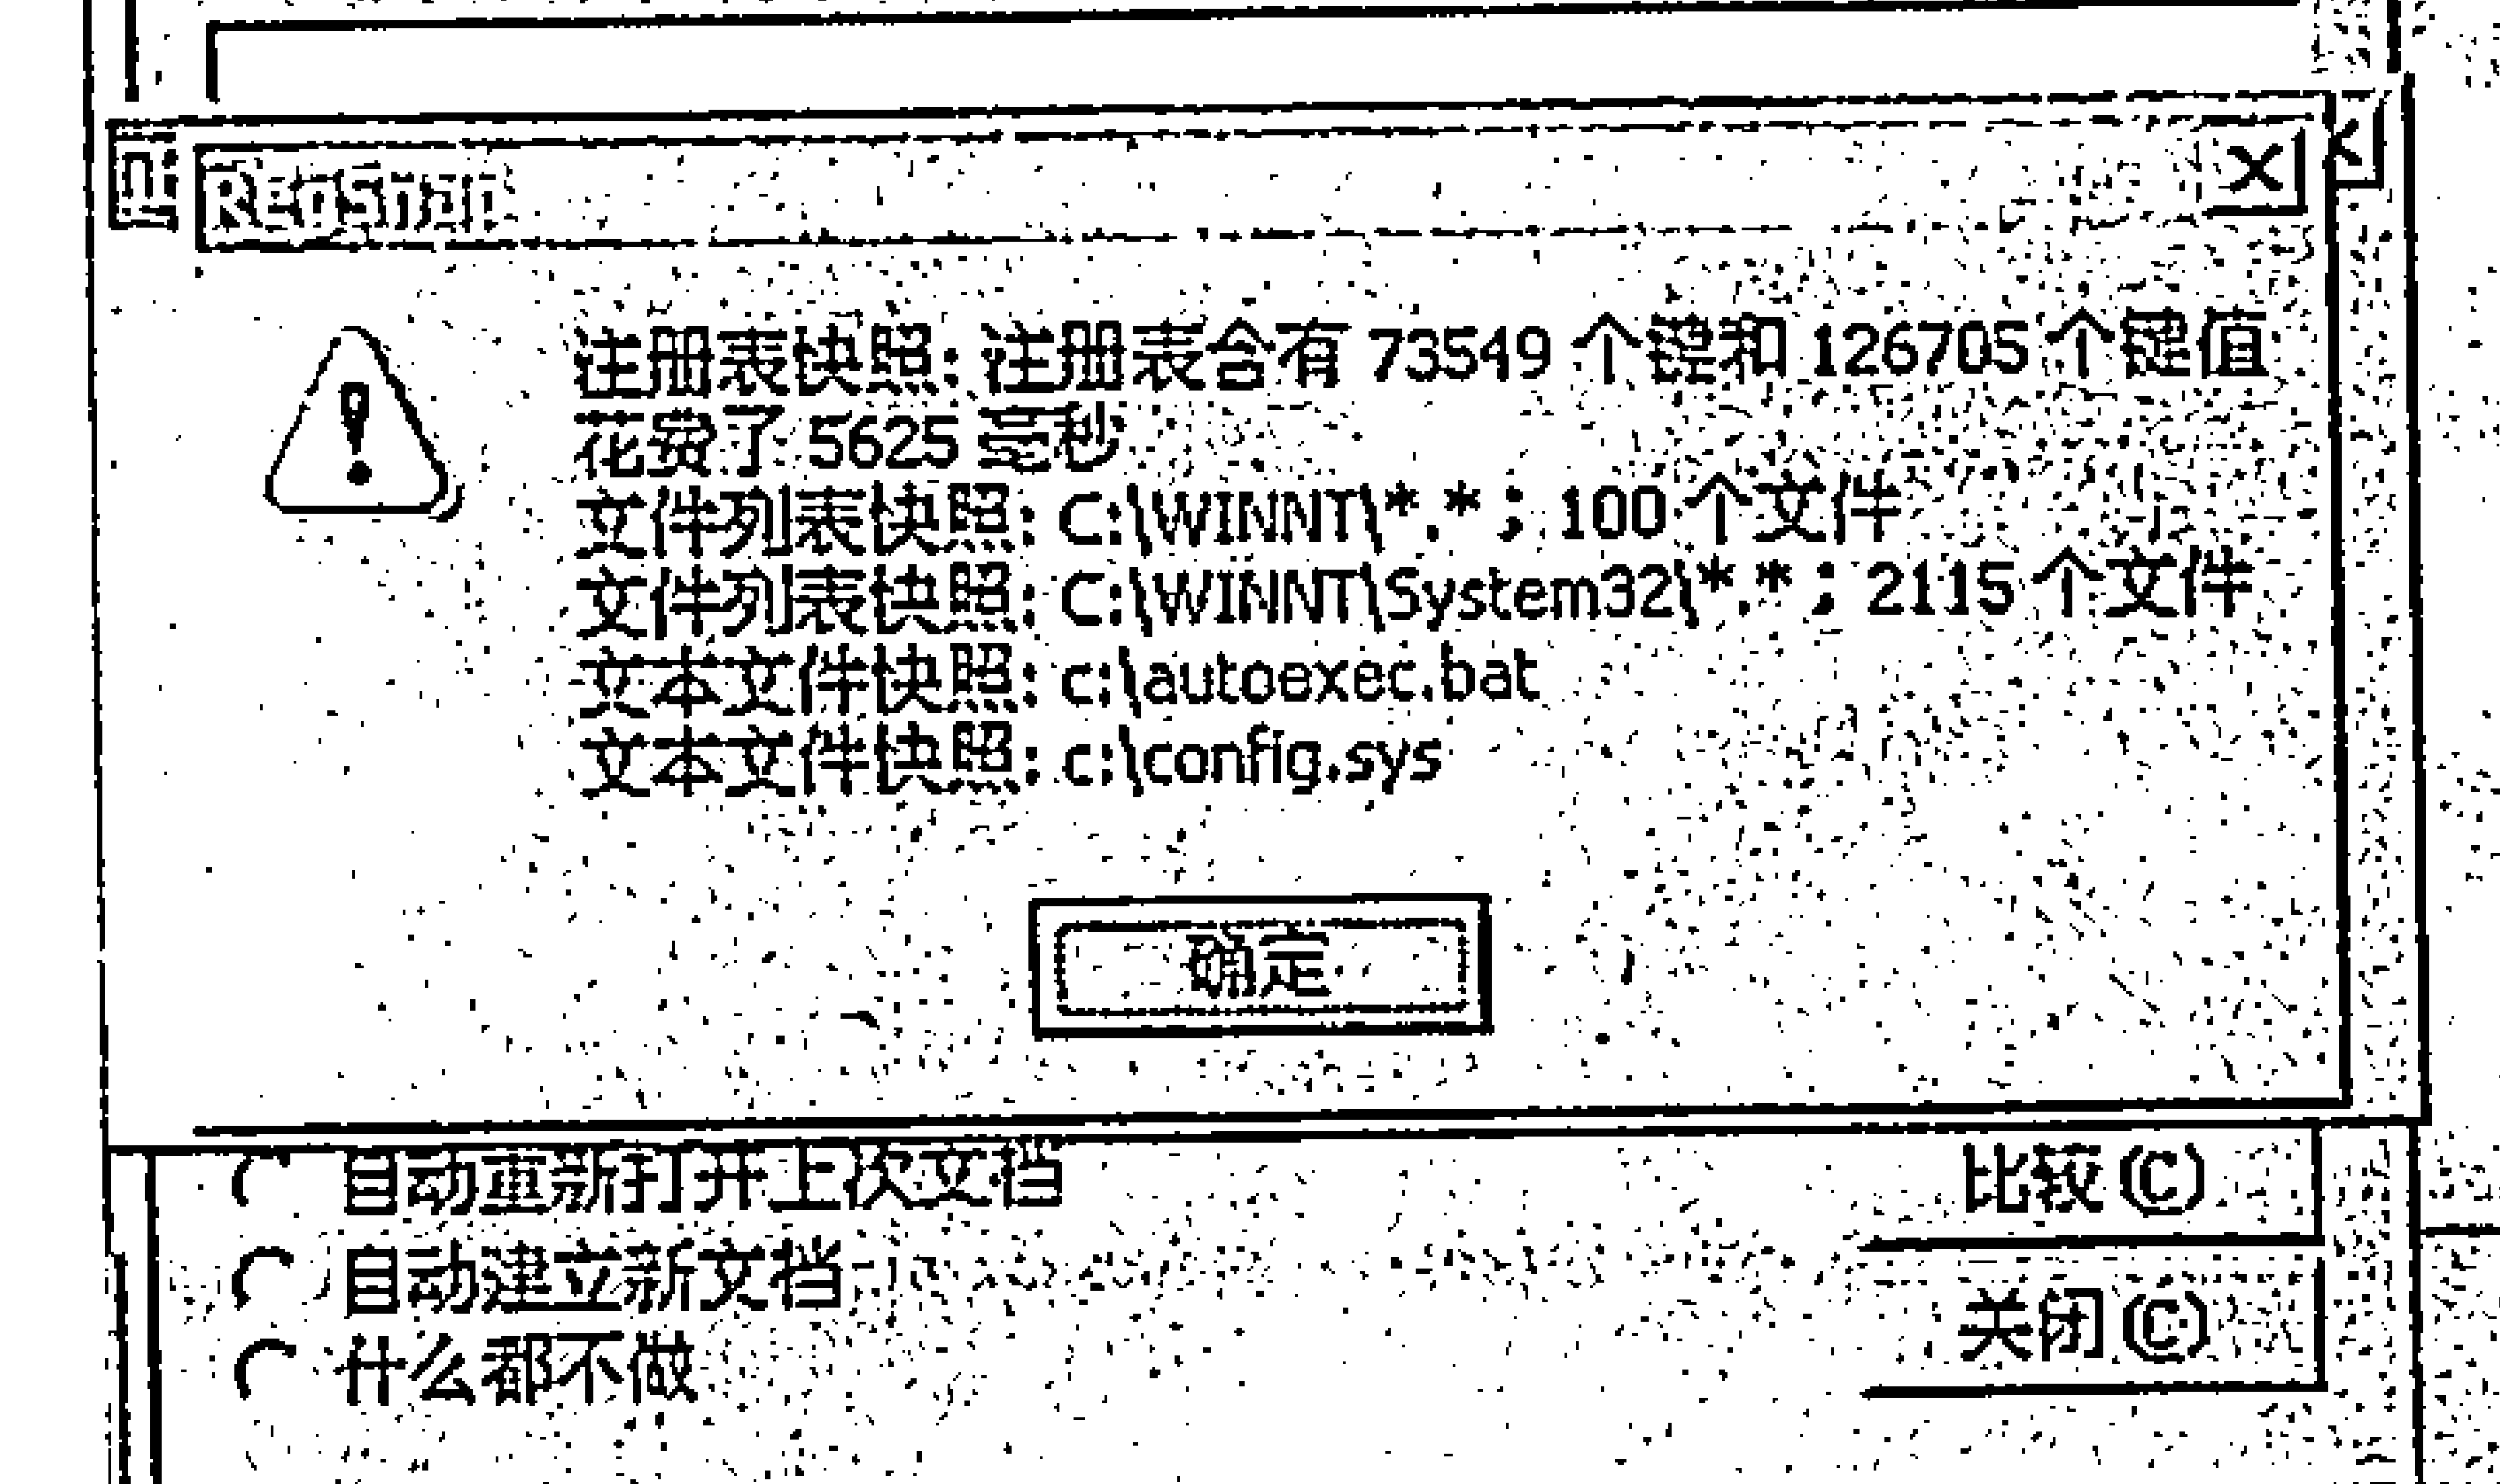 RegSnap
注册表快照: 注册表含有 73549 个键和 126705 个键值
花费了 5625 毫秒
文件列表快照: C:\WINNT\*.*; 100 个文件
文件列表快照: C:\WINNT\System32\*.*; 2115 个文件
文本文件快照: c:\autoexec.bat
文本文件快照: c:\config.sys
确定
自动重新打开上次文档
比较(C)
自动建立新文档
关闭(C)
什么都不做